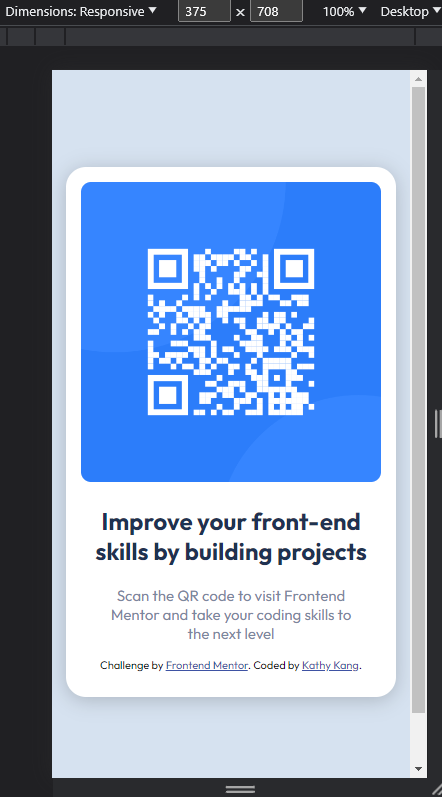 Dimensions: Responsive 375 × 708 100% Desktop
Improve your front-end
skills by building projects
Scan the QR code to visit Frontend
Mentor and take your coding skills to
the next level
Challenge by Frontend Mentor. Coded by Kathy Kang.